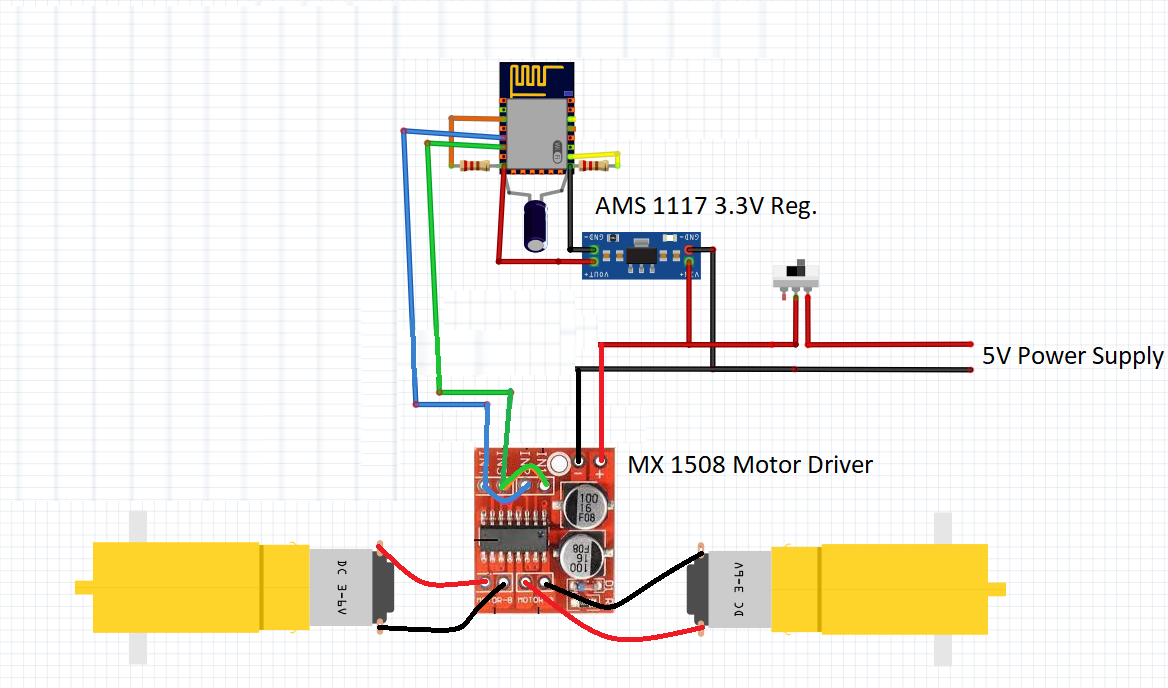 AMS 1117 3.3V Reg.
GND-
GND-
VOUT+
5V Power Supply
MX 1508 Motor Driver
100
16
F08
100
16
F08
DC 3-6V
DC 3-6V
MOTOR-B
MOTOR